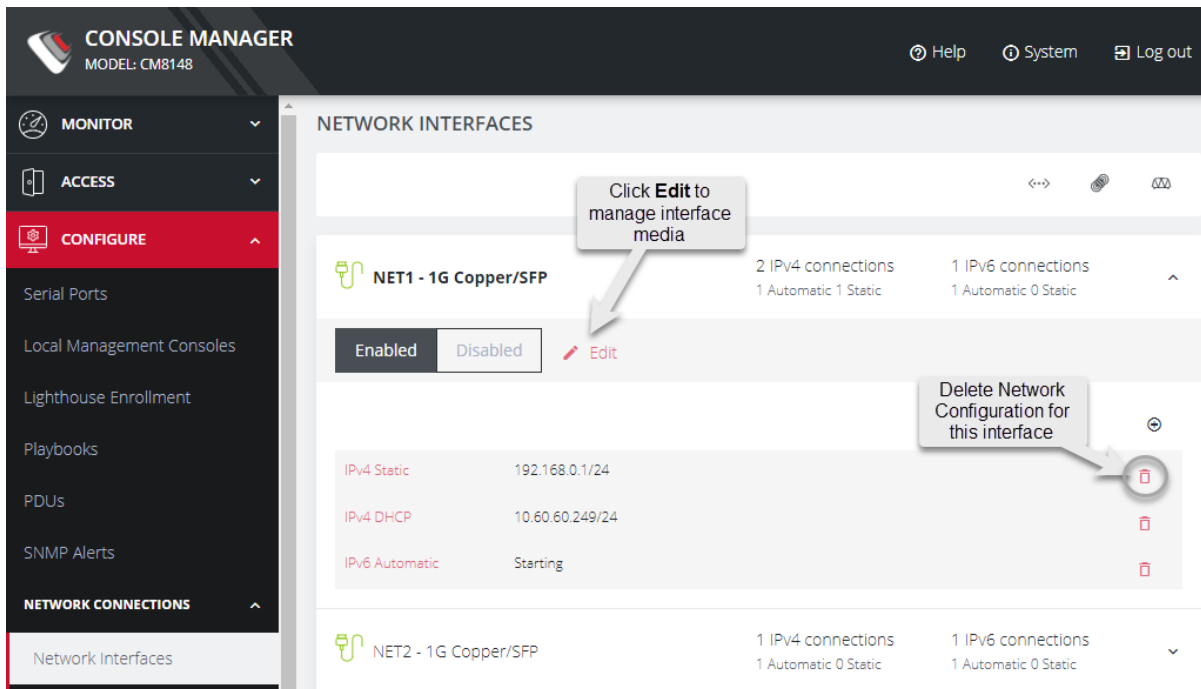 CONSOLE MANAGER
MODEL: CM8148
Help
System
Log out
MONITOR
ACCESS
CONFIGURE
Serial Ports
Local Management Consoles
Lighthouse Enrollment
Playbooks
PDUs
SNMP Alerts
NETWORK CONNECTIONS
Network Interfaces
NETWORK INTERFACES
Click Edit to
manage interface
media
NET1 - 1G Copper/SFP
2 IPv4 connections
1 Automatic 1 Static
1 IPv6 connections
1 Automatic 0 Static
Enabled
Disabled
Edit
Delete Network
Configuration for
this interface
IPv4 Static 192.168.0.1/24
IPv4 DHCP 10.60.60.249/24
IPv6 Automatic Starting
NET2 - 1G Copper/SFP
1 IPv4 connections
1 Automatic 0 Static
1 IPv6 connections
1 Automatic 0 Static